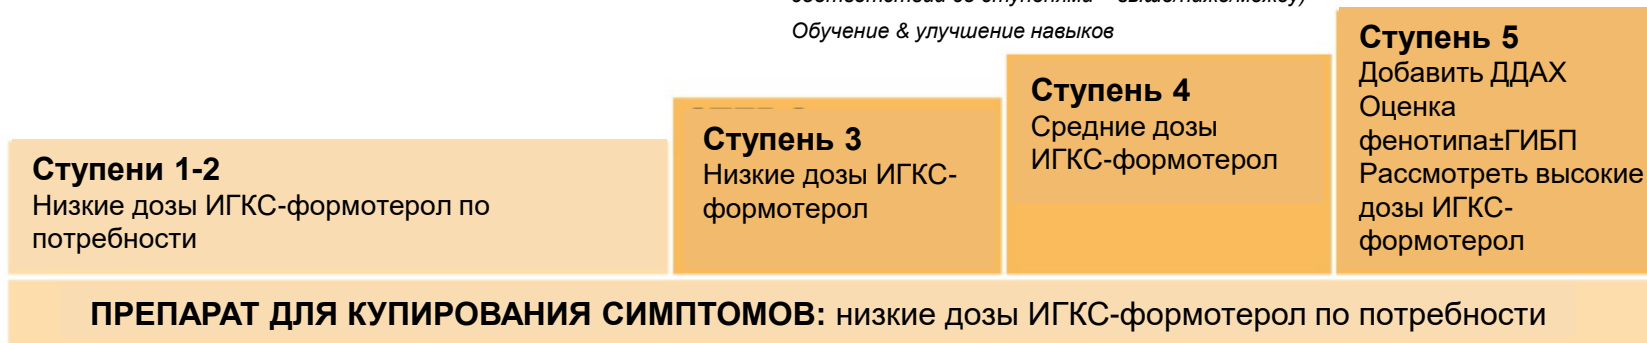 Обучение & улучшение навыков
Ступени 1-2
Низкие дозы ИГКС-формотерол по
потребности
Ступень 3
Низкие дозы ИГКС-
формотерол
Ступень 4
Средние дозы
ИГКС-формотерол
Ступень 5
Добавить ДДАХ
Оценка
фенотипа±ГИБП
Рассмотреть высокие
дозы ИГКС-
формотерол
ПРЕПАРАТ ДЛЯ КУПИРОВАНИЯ СИМПТОМОВ: низкие дозы ИГКС-формотерол по потребности